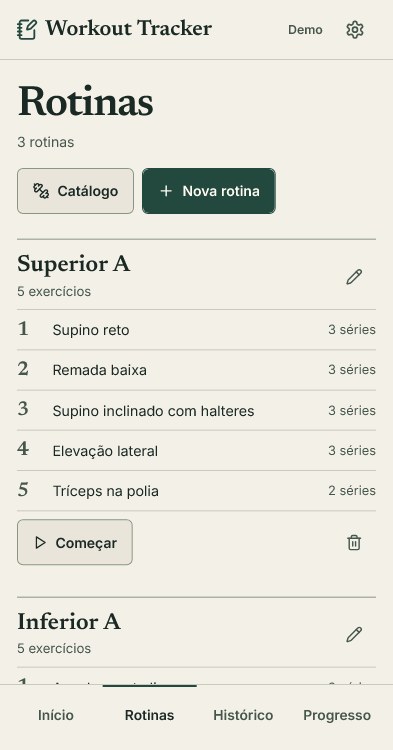 Workout Tracker
Demo
Rotinas
3 rotinas
Catálogo
Nova rotina
Superior A
5 exercícios
1 Supino reto 3 séries
2 Remada baixa 3 séries
3 Supino inclinado com halteres 3 séries
4 Elevação lateral 3 séries
5 Tríceps na polia 2 séries
Começar
Inferior A
5 exercícios
Início Rotinas Histórico Progresso